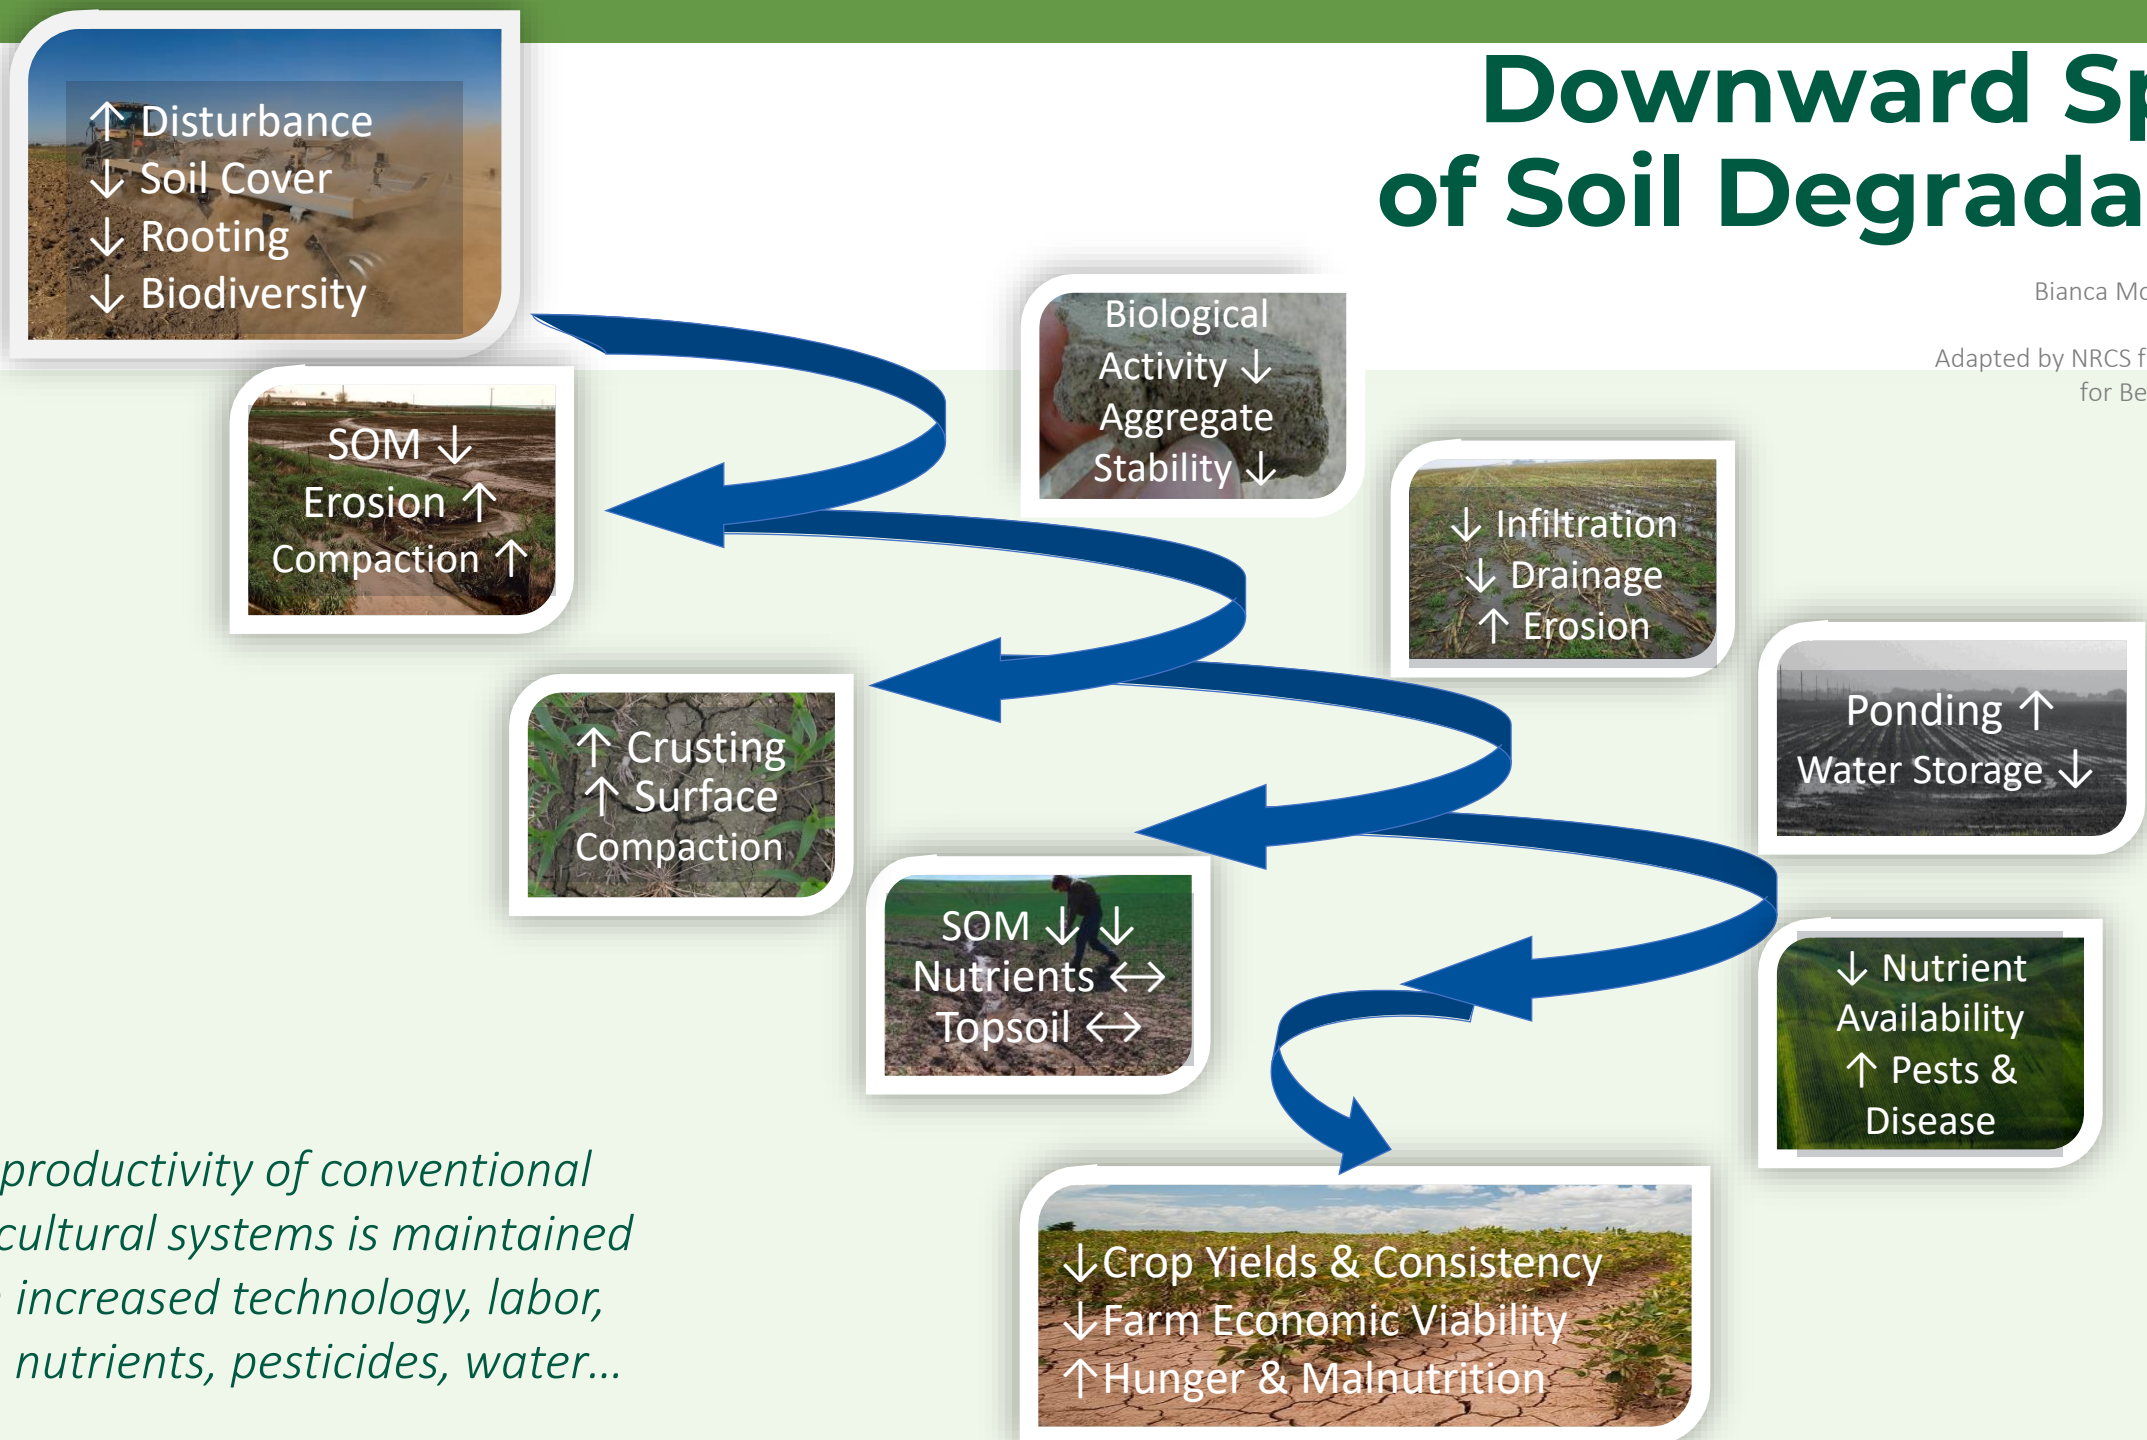 Downward Sp
of Soil Degrada
Bianca Mo
Adapted by NRCS f
for Be
↑ Disturbance
↓ Soil Cover
↓ Rooting
↓ Biodiversity
SOM ↓
Erosion ↑
Compaction ↑
Biological
Activity ↓
Aggregate
Stability ↓
↑ Crusting
↑ Surface
Compaction
↓ Infiltration
↓ Drainage
↑ Erosion
SOM ↓ ↓
Nutrients ↔
Topsoil ↔
Ponding ↑
Water Storage ↓
↓ Nutrient
Availability
↑ Pests &
Disease
↓Crop Yields & Consistency
↓Farm Economic Viability
↑Hunger & Malnutrition
productivity of conventional
cultural systems is maintained
increased technology, labor,
nutrients, pesticides, water...